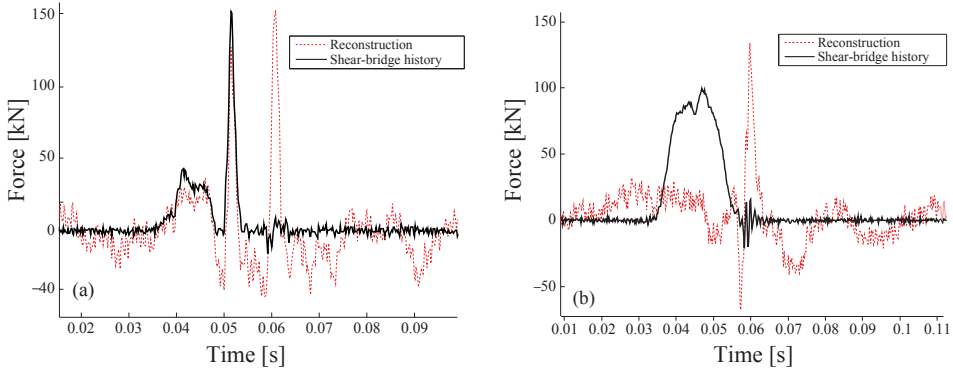 150
100
50
0
−40
Force [kN]
Reconstruction
Shear-bridge history
(a)
0.02 0.03 0.04 0.05 0.06 0.07 0.08 0.09
Time [s]
150
100
50
0
−50
Force [kN]
Reconstruction
Shear-bridge history
(b)
0.01 0.02 0.03 0.04 0.05 0.06 0.07 0.08 0.09 0.1 0.11
Time [s]